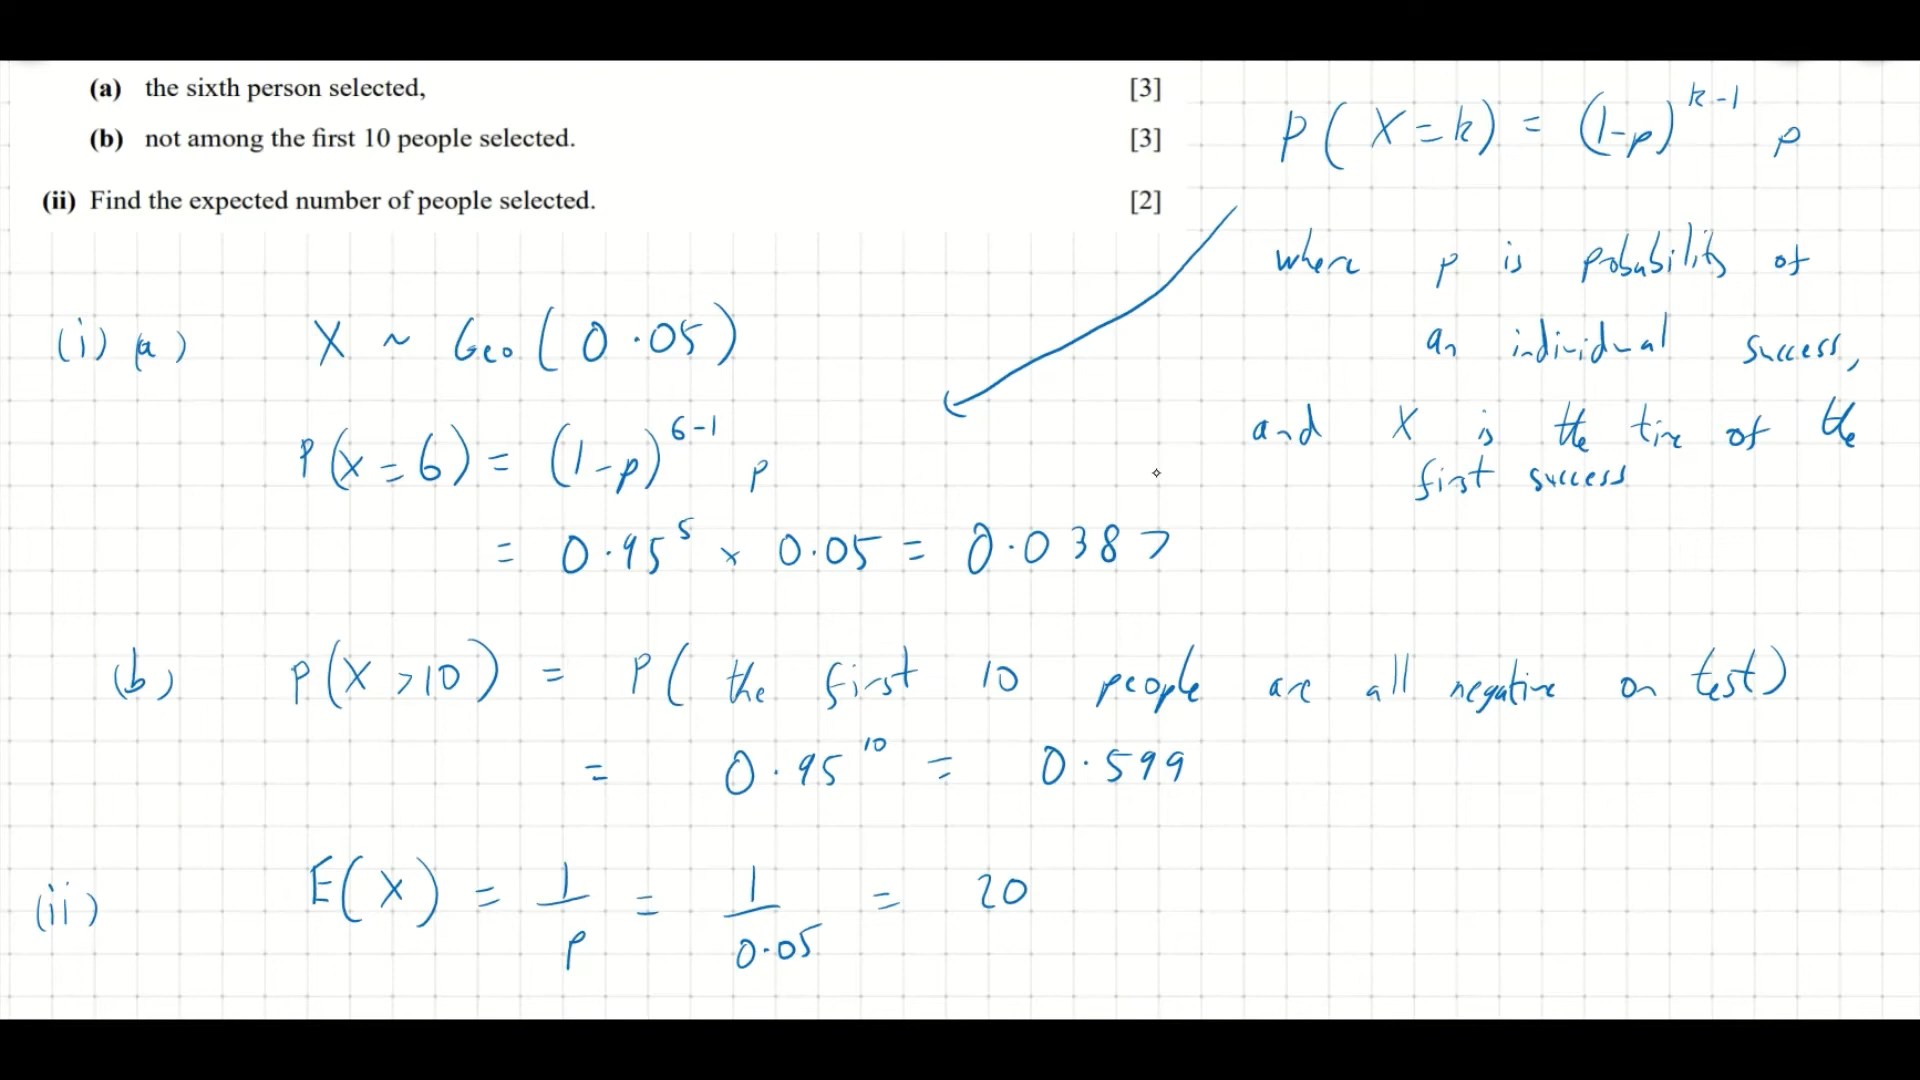 (a) the sixth person selected, [3]
(b) not among the first 10 people selected. [3]
(ii) Find the expected number of people selected. [2]
P(X=k) = (1-p)^{k-1} p
where p is probability of
an individual success,
and X is the time of the
first success
(i) (a) X ~ Geo(0.05)
P(X=6) = (1-p)^{6-1} p
= 0.95^5 × 0.05 = 0.0387
(b) P(X>10) = P( the first 10 people are all negative on test)
= 0.95^{10} = 0.599
(ii) E(X) = 1/p = 1/0.05 = 20